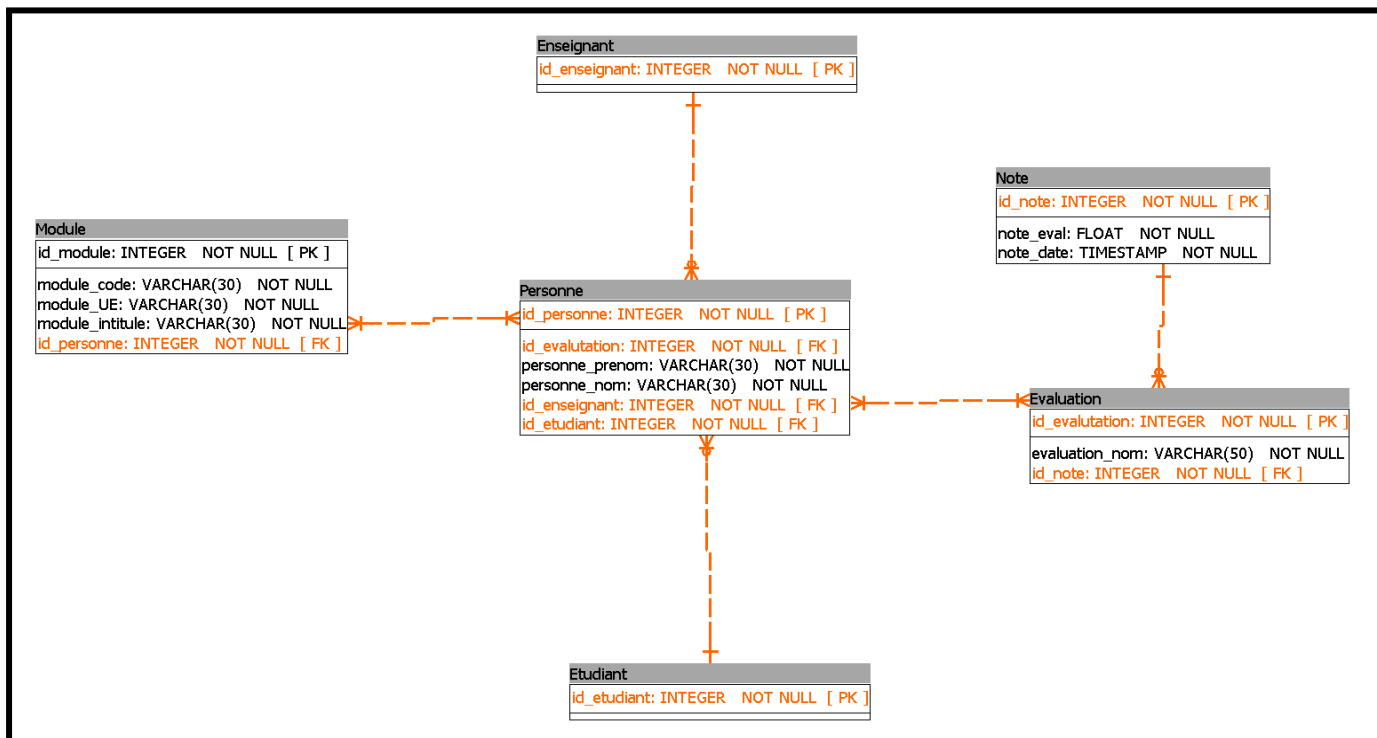 Enseignant
id_enseignant: INTEGER NOT NULL [ PK ]
Note
id_note: INTEGER NOT NULL [ PK ]
note_eval: FLOAT NOT NULL
note_date: TIMESTAMP NOT NULL
Module
id_module: INTEGER NOT NULL [ PK ]
module_code: VARCHAR(30) NOT NULL
module_UE: VARCHAR(30) NOT NULL
module_intitule: VARCHAR(30) NOT NULL
id_personne: INTEGER NOT NULL [ FK ]
Personne
id_personne: INTEGER NOT NULL [ PK ]
id_evalutation: INTEGER NOT NULL [ FK ]
personne_prenom: VARCHAR(30) NOT NULL
personne_nom: VARCHAR(30) NOT NULL
id_enseignant: INTEGER NOT NULL [ FK ]
id_etudiant: INTEGER NOT NULL [ FK ]
Evaluation
id_evalutation: INTEGER NOT NULL [ PK ]
evaluation_nom: VARCHAR(50) NOT NULL
id_note: INTEGER NOT NULL [ FK ]
Etudiant
id_etudiant: INTEGER NOT NULL [ PK ]